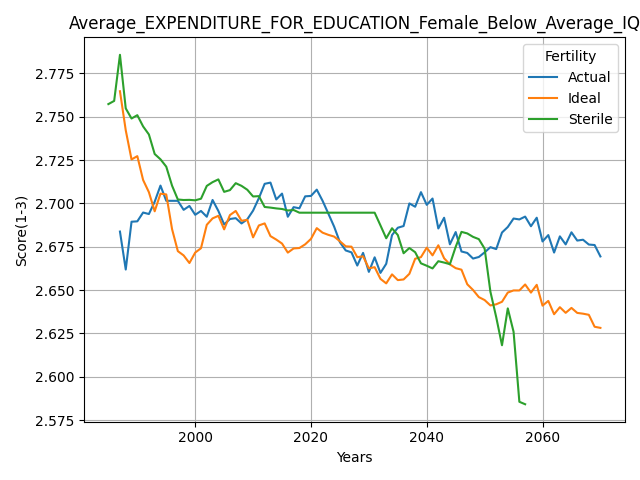 Average_EXPENDITURE_FOR_EDUCATION_Female_Below_Average_IQ
Fertility
Actual
Ideal
Sterile
Score(1-3)
2.775
2.750
2.725
2.700
2.675
2.650
2.625
2.600
2.575
2000
2020
2040
2060
Years